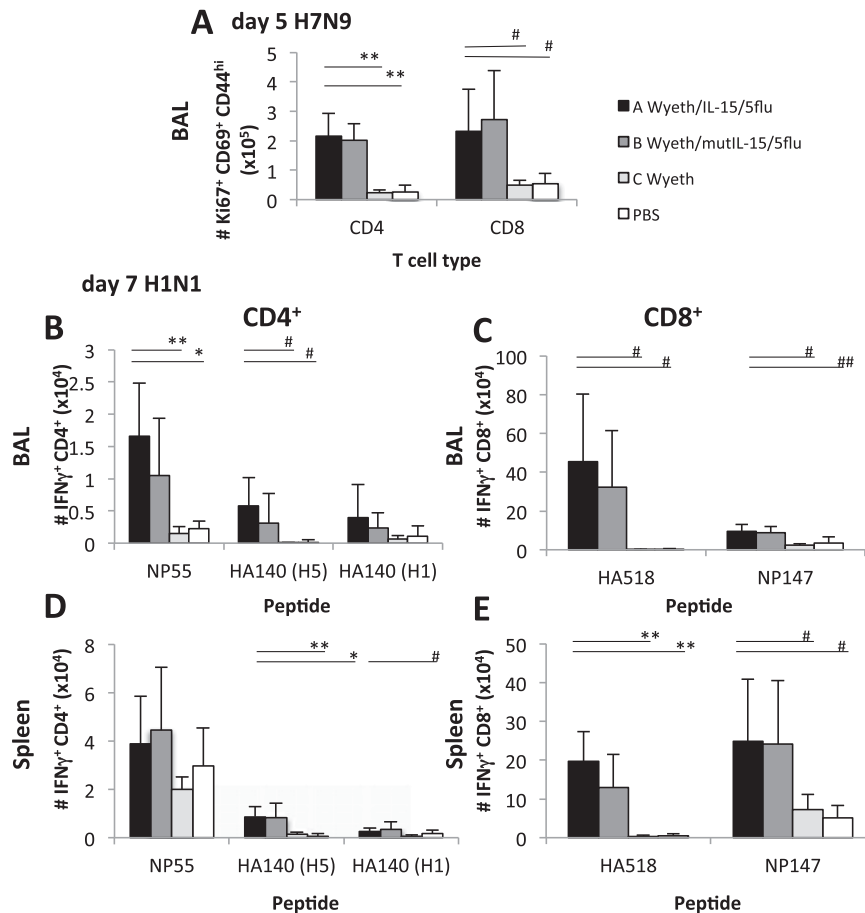 A day 5 H7N9
BAL
# Ki67⁺ CD69⁺ CD44ʰⁱ
(x10⁵)
5
4
3
2
1
0
**
**
#
#
CD4
CD8
T cell type
A Wyeth/IL-15/5flu
B Wyeth/mutIL-15/5flu
C Wyeth
PBS
day 7 H1N1
B
CD4⁺
BAL
# IFNγ⁺ CD4⁺ (x10⁴)
3
2.5
2
1.5
1
0.5
0
**
*
#
#
NP55
HA140 (H5)
HA140 (H1)
Peptide
C
CD8⁺
BAL
# IFNγ⁺ CD8⁺ (x10⁴)
100
80
60
40
20
0
#
#
#
##
HA518
NP147
Peptide
D
Spleen
# IFNγ⁺ CD4⁺ (x10⁴)
8
6
4
2
0
**
*
#
NP55
HA140 (H5)
HA140 (H1)
Peptide
E
Spleen
# IFNγ⁺ CD8⁺ (x10⁴)
50
40
30
20
10
0
**
**
#
#
HA518
NP147
Peptide